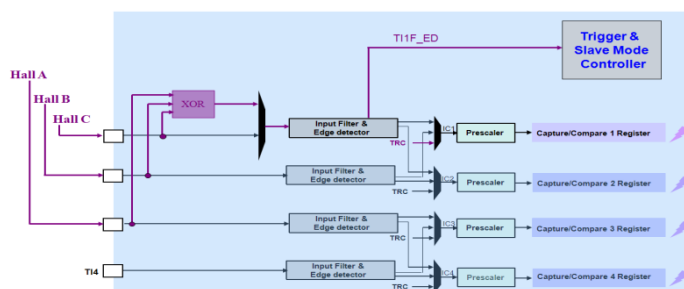 TI1F_ED
Trigger &
Slave Mode
Controller
Hall A
Hall B
Hall C
XOR
Input Filter &
Edge detector
TRC
IC1
Prescaler
Capture/Compare 1 Register
Input Filter &
Edge detector
TRC
IC2
Prescaler
Capture/Compare 2 Register
Input Filter &
Edge detector
TRC
IC3
Prescaler
Capture/Compare 3 Register
TI4
Input Filter &
Edge detector
TRC
IC4
Prescaler
Capture/Compare 4 Register